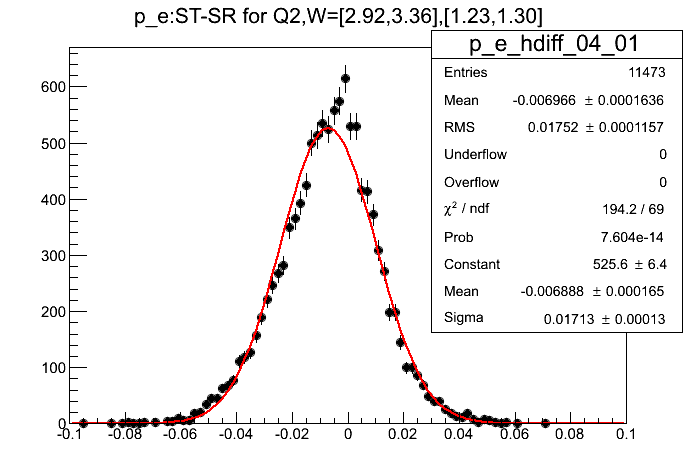 p_e:ST-SR for Q2,W=[2.92,3.36],[1.23,1.30]
p_e_hdiff_04_01
Entries 11473
Mean -0.006966 ± 0.0001636
RMS 0.01752 ± 0.0001157
Underflow 0
Overflow 0
χ² / ndf 194.2 / 69
Prob 7.604e-14
Constant 525.6 ± 6.4
Mean -0.006888 ± 0.000165
Sigma 0.01713 ± 0.00013
600
500
400
300
200
100
0
-0.1 -0.08 -0.06 -0.04 -0.02 0 0.02 0.04 0.06 0.08 0.1